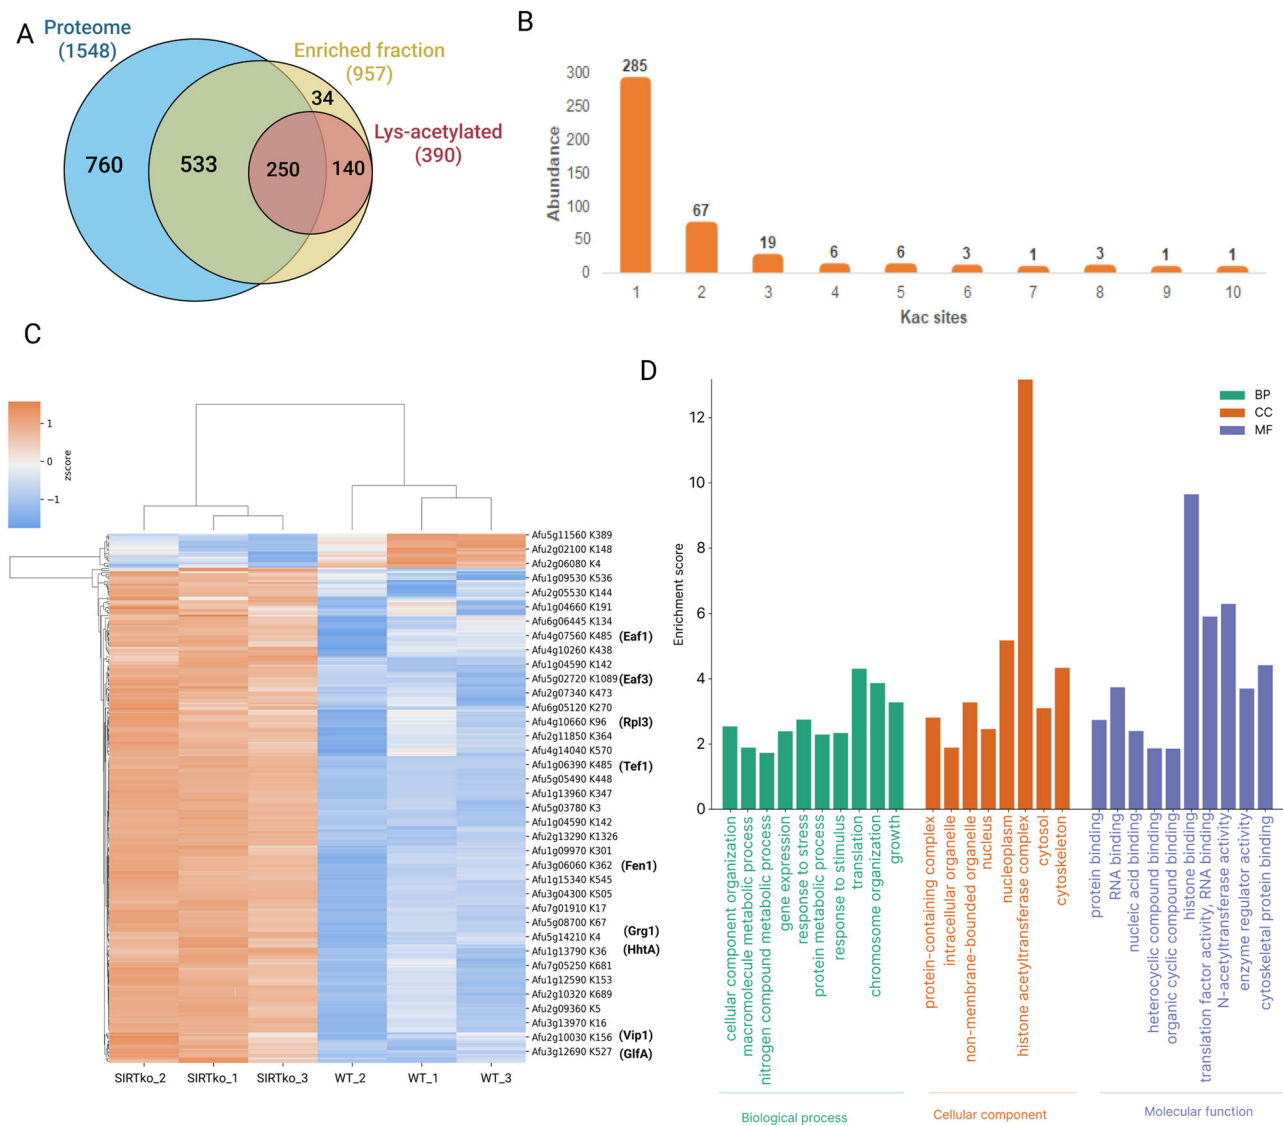 A
Proteome
(1548)
Enriched fraction
(957)
34
Lys-acetylated
(390)
760
533
250
140
B
Abundance
300
250
200
150
100
50
0
285
67
19
6
6
3
1
3
1
1
1
2
3
4
5
6
7
8
9
10
Kac sites
C
1
0
−1
zscore
Afu5g11560 K389
Afu2g02100 K148
Afu2g06080 K4
Afu1g09530 K536
Afu2g05530 K144
Afu1g04660 K191
Afu6g06445 K134
Afu4g07560 K485 (Eaf1)
Afu4g10260 K438
Afu1g04590 K142
Afu5g02720 K1089 (Eaf3)
Afu2g07340 K473
Afu6g05120 K270
Afu4g10660 K96 (Rpl3)
Afu2g11850 K364
Afu4g14040 K570
Afu1g06390 K485 (Tef1)
Afu5g05490 K448
Afu1g13960 K347
Afu5g03780 K3
Afu1g04590 K142
Afu2g13290 K1326
Afu1g09970 K301
Afu3g06060 K362 (Fen1)
Afu1g15340 K545
Afu3g04300 K505
Afu7g01910 K17
Afu5g08700 K67
(Grg1)
Afu5g14210 K4
Afu1g13790 K36 (HhtA)
Afu7g05250 K681
Afu1g12590 K153
Afu2g10320 K689
Afu2g09360 K5
Afu3g13970 K16
Afu2g10030 K156 (Vip1)
Afu3g12690 K527 (GlfA)
SIRTko_2
SIRTko_1
SIRTko_3
WT_2
WT_1
WT_3
D
Enrichment score
12
10
8
6
4
2
0
BP
CC
MF
cellular component organization
macromolecule metabolic process
nitrogen compound metabolic process
gene expression
response to stress
protein metabolic process
response to stimulus
translation
chromosome organization
growth
protein-containing complex
intracellular organelle
non-membrane-bounded organelle
nucleus
nucleoplasm
histone acetyltransferase complex
cytosol
cytoskeleton
protein binding
RNA binding
nucleic acid binding
heterocyclic compound binding
organic cyclic compound binding
histone binding
translation factor activity, RNA binding
N-acetyltransferase activity
enzyme regulator activity
cytoskeletal protein binding
Biological process
Cellular component
Molecular function